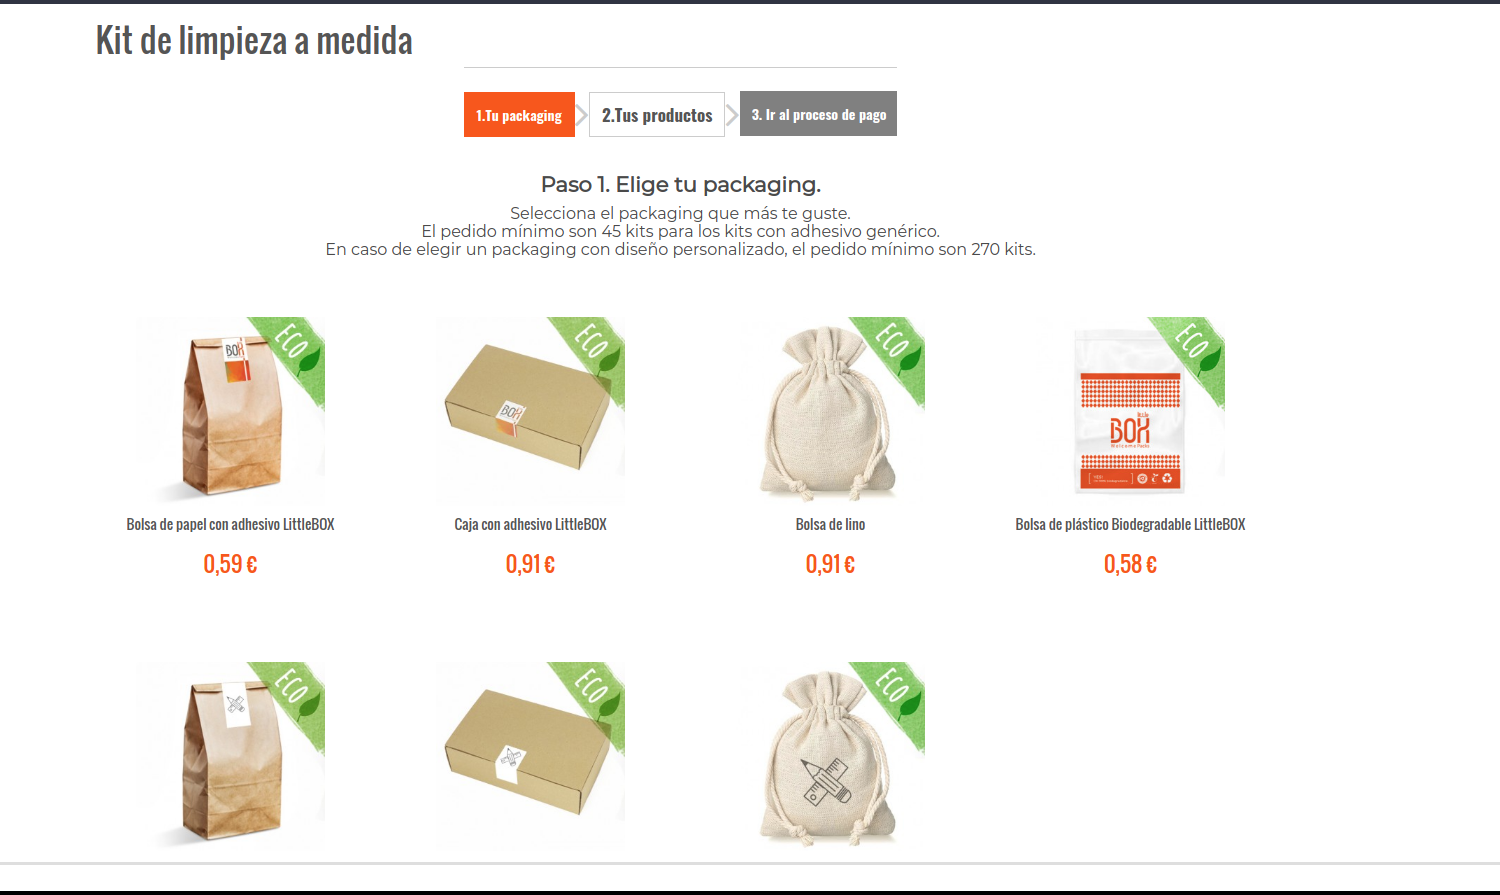 Kit de limpieza a medida
1.Tu packaging
2.Tus productos
3. Ir al proceso de pago
Paso 1. Elige tu packaging.
Selecciona el packaging que más te guste.
El pedido mínimo son 45 kits para los kits con adhesivo genérico.
En caso de elegir un packaging con diseño personalizado, el pedido mínimo son 270 kits.
ECO
BOX
ECO
BOX
ECO
ECO
little
BOX
Welcome Packs
Bolsa de papel con adhesivo LittleBOX
Caja con adhesivo LittleBOX
Bolsa de lino
Bolsa de plástico Biodegradable LittleBOX
0,59 €
0,91 €
0,91 €
0,58 €
ECO
ECO
ECO